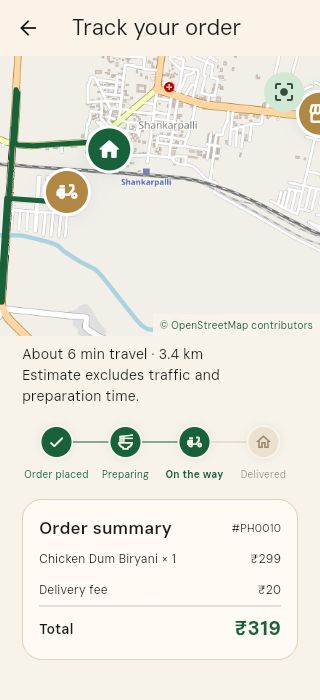 Track your order
Shankarpalli
Shankarpalli
© OpenStreetMap contributors
About 6 min travel · 3.4 km
Estimate excludes traffic and
preparation time.
Order placed Preparing On the way Delivered
Order summary #PH0010
Chicken Dum Biryani × 1 ₹299
Delivery fee ₹20
Total ₹319